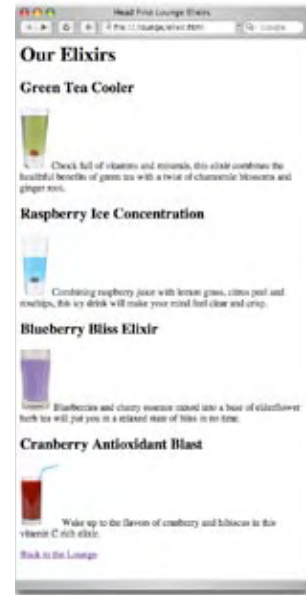 Head First Lounge Elixirs
Our Elixirs
Green Tea Cooler
Chock full of vitamins and minerals, this elixir combines the
healthful benefits of green tea with a twist of chamomile blossoms and
ginger root.
Raspberry Ice Concentration
Combining raspberry juice with lemon grass, citrus peel and
rosehips, this icy drink will make your mind feel clear and crisp.
Blueberry Bliss Elixir
Blueberries and cherry essence mixed into a base of elderflower
herb tea will put you in a relaxed state of bliss in no time.
Cranberry Antioxidant Blast
Wake up to the flavors of cranberry and hibiscus in this
vitamin C rich elixir.
Back to the Lounge